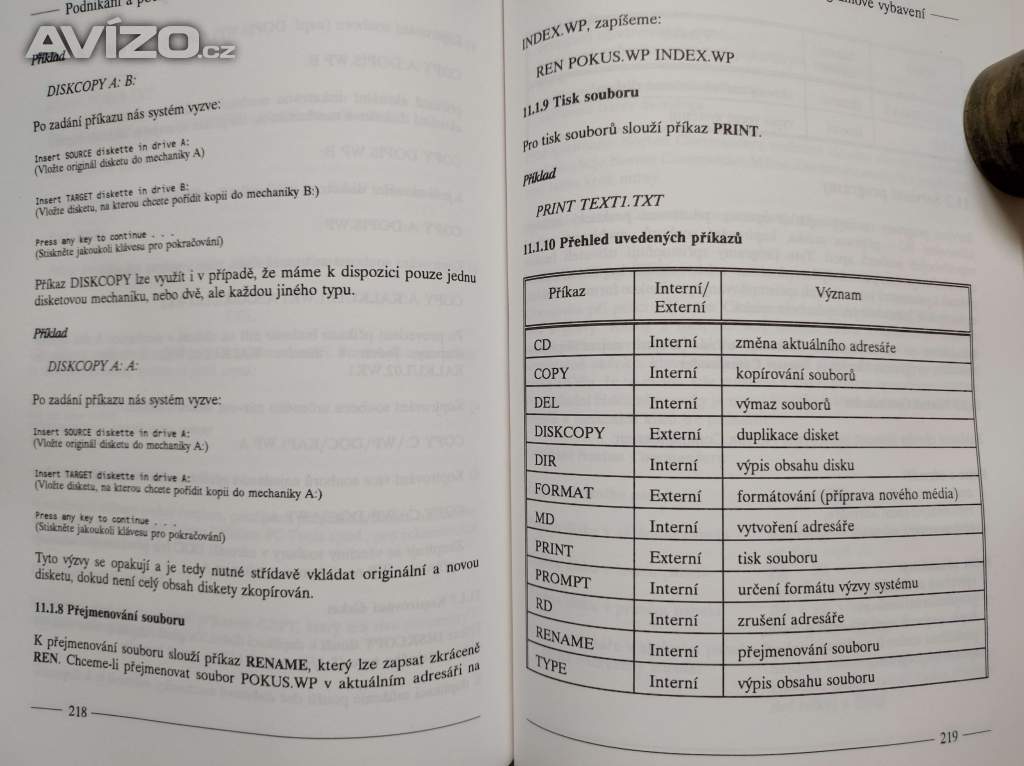 Podnikání a
AVÍZO.cz
Příklad
DISKCOPY A: B:
Po zadání příkazu nás systém vyzve:
Insert SOURCE diskette in drive A:
(Vložte originál disketu do mechaniky A)
Insert TARGET diskette in drive B:
(Vložte disketu, na kterou chcete pořídit kopii do mechaniky B:)
Press any key to continue . . .
(Stiskněte jakoukoli klávesu pro pokračování)
Příkaz DISKCOPY lze využít i v případě, že máme k dispozici pouze jednu
disketovou mechaniku, nebo dvě, ale každou jiného typu.
Příklad
DISKCOPY A: A:
Po zadání příkazu nás systém vyzve:
Insert SOURCE diskette in drive A:
(Vložte originál disketu do mechaniky A:)
Insert TARGET diskette in drive A:
(Vložte disketu, na kterou chcete pořídit kopii do mechaniky A:)
Press any key to continue . . .
(Stiskněte jakoukoli klávesu pro pokračování)
Tyto výzvy se opakují a je tedy nutné střídavě vkládat originální a novou
disketu, dokud není celý obsah diskety zkopírován.
11.1.8 Přejmenování souboru
K přejmenování souboru slouží příkaz RENAME, který lze zapsat zkráceně
REN. Chceme-li přejmenovat soubor POKUS.WP v aktuálním adresáři na
218
vybavení
INDEX.WP, zapíšeme:
REN POKUS.WP INDEX.WP
11.1.9 Tisk souboru
Pro tisk souborů slouží příkaz PRINT.
Příklad
PRINT TEXT1.TXT
11.1.10 Přehled uvedených příkazů
Příkaz Interní/ Význam
Externí
CD Interní změna aktuálního adresáře
COPY Interní kopírování souborů
DEL Interní výmaz souborů
DISKCOPY Externí duplikace disket
DIR Interní výpis obsahu disku
FORMAT Externí formátování (příprava nového média)
MD Interní vytvoření adresáře
PRINT Externí tisk souboru
PROMPT Interní určení formátu výzvy systému
RD Interní zrušení adresáře
RENAME Interní přejmenování souboru
TYPE Interní výpis obsahu souboru
219